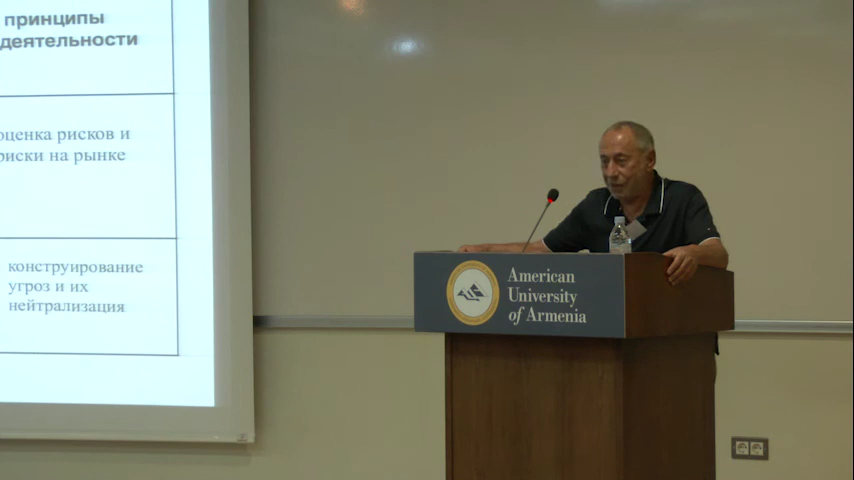 принципы
деятельности
оценка рисков и
риски на рынке
конструирование
угроз и их
нейтрализация
American
University
of Armenia